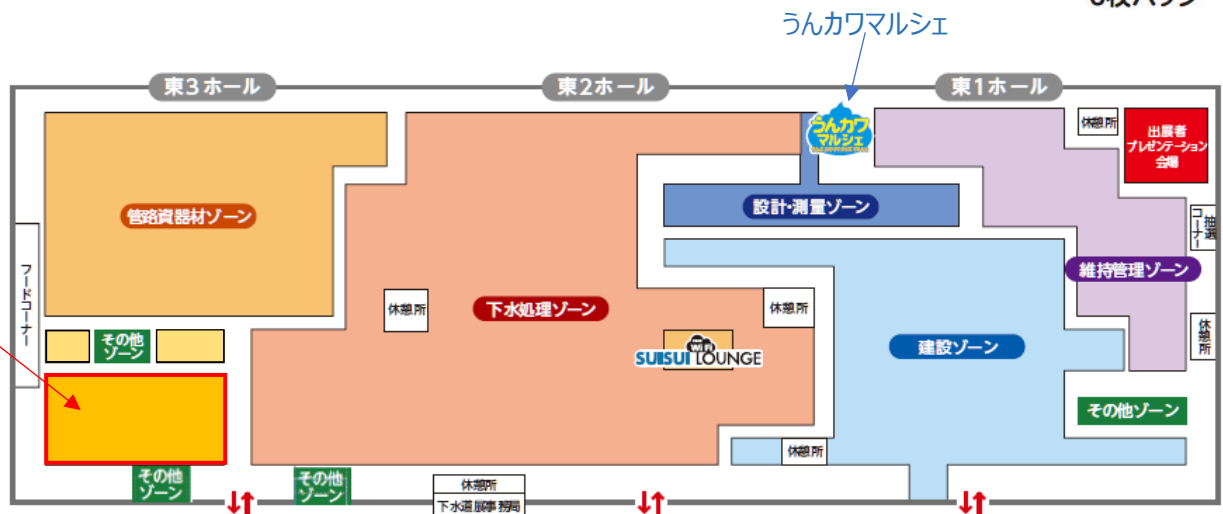 うんカワマルシェ
東3ホール
東2ホール
東1ホール
うんカワ
マルシェ
休憩所
出展者
プレゼンテーション
会場
管路資器材ゾーン
設計・測量ゾーン
抽選
コーナー
フードコーナー
維持管理ゾーン
休憩所
下水処理ゾーン
休憩所
休憩所
その他
ゾーン
WiFi
SUISUI LOUNGE
建設ゾーン
その他ゾーン
休憩所
その他
ゾーン
その他
ゾーン
休憩所
下水道展事務局